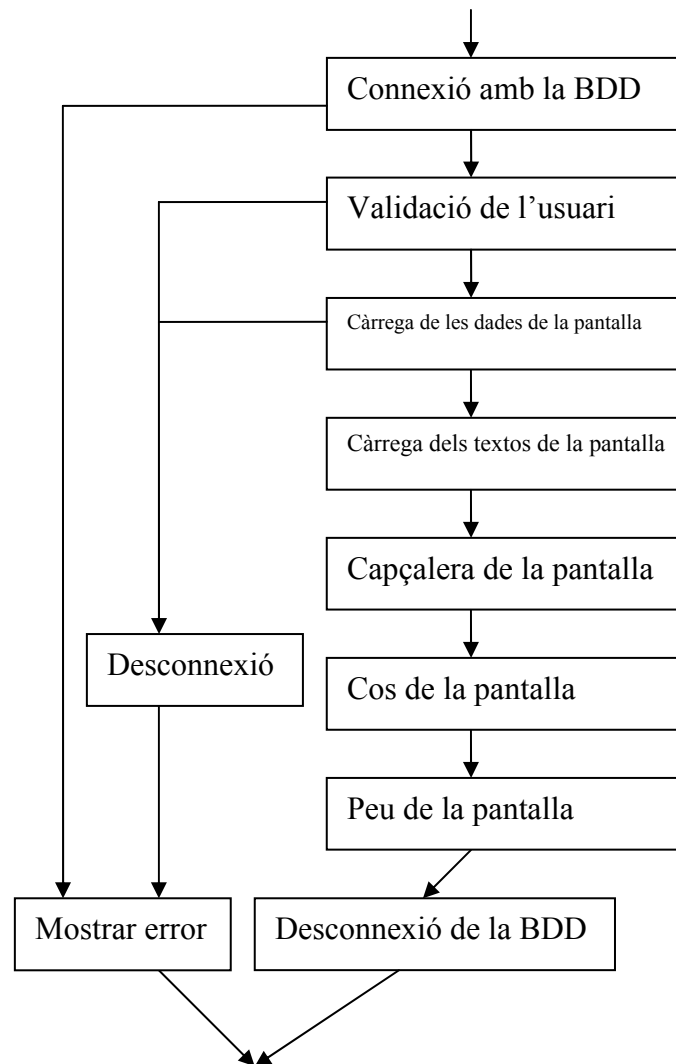 Connexió amb la BDD
Validació de l’usuari
Càrrega de les dades de la pantalla
Càrrega dels textos de la pantalla
Capçalera de la pantalla
Desconnexió
Cos de la pantalla
Peu de la pantalla
Mostrar error
Desconnexió de la BDD